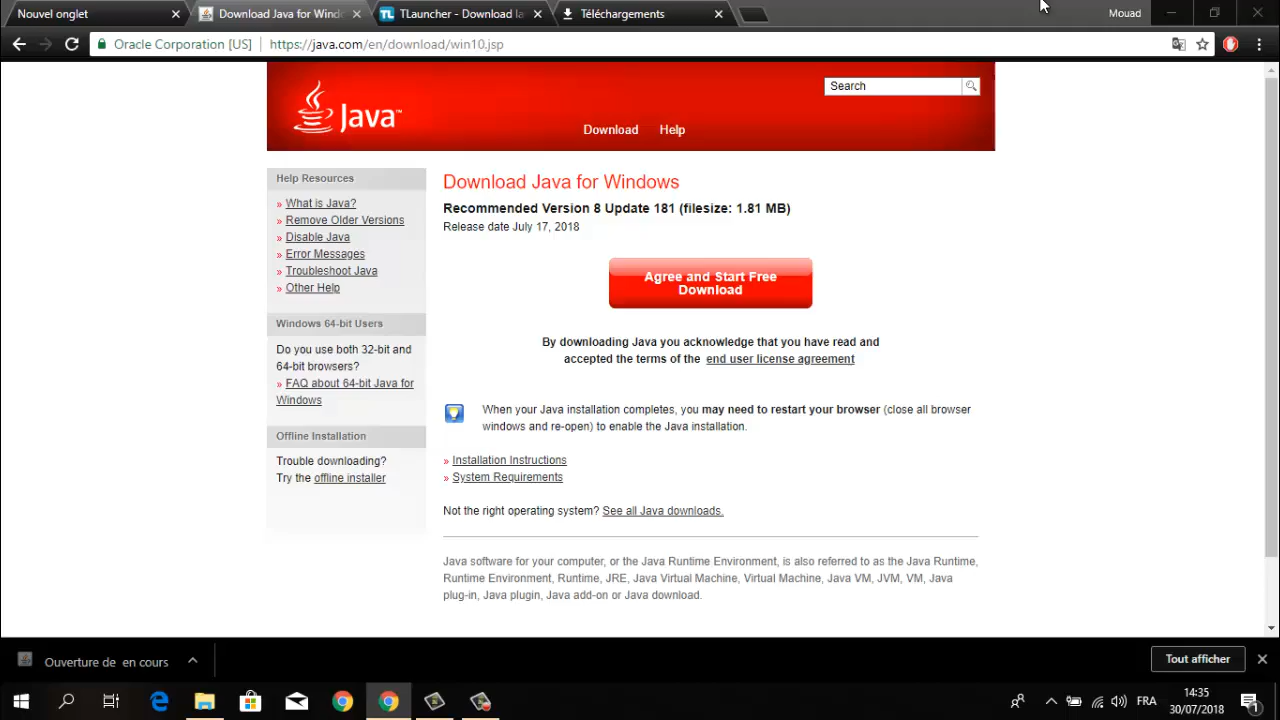 Nouvel onglet
Download Java for Windo
TLauncher - Download la
Téléchargements
Mouad
Oracle Corporation [US]
https://java.com/en/download/win10.jsp
Java™
Search
Download
Help
Help Resources
» What is Java?
» Remove Older Versions
» Disable Java
» Error Messages
» Troubleshoot Java
» Other Help
Windows 64-bit Users
Do you use both 32-bit and
64-bit browsers?
» FAQ about 64-bit Java for
Windows
Offline Installation
Trouble downloading?
Try the offline installer
Download Java for Windows
Recommended Version 8 Update 181 (filesize: 1.81 MB)
Release date July 17, 2018
Agree and Start Free
Download
By downloading Java you acknowledge that you have read and
accepted the terms of the end user license agreement
When your Java installation completes, you may need to restart your browser (close all browser
windows and re-open) to enable the Java installation.
» Installation Instructions
» System Requirements
Not the right operating system? See all Java downloads.
Java software for your computer, or the Java Runtime Environment, is also referred to as the Java Runtime,
Runtime Environment, Runtime, JRE, Java Virtual Machine, Virtual Machine, Java VM, JVM, VM, Java
plug-in, Java plugin, Java add-on or Java download.
Ouverture de en cours
Tout afficher
FRA
14:35
30/07/2018
1